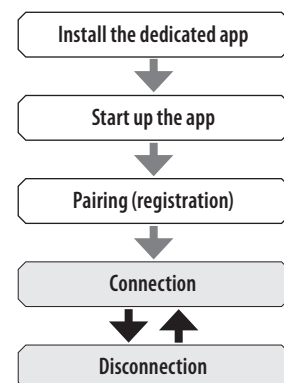 Install the dedicated app
Start up the app
Pairing (registration)
Connection
Disconnection